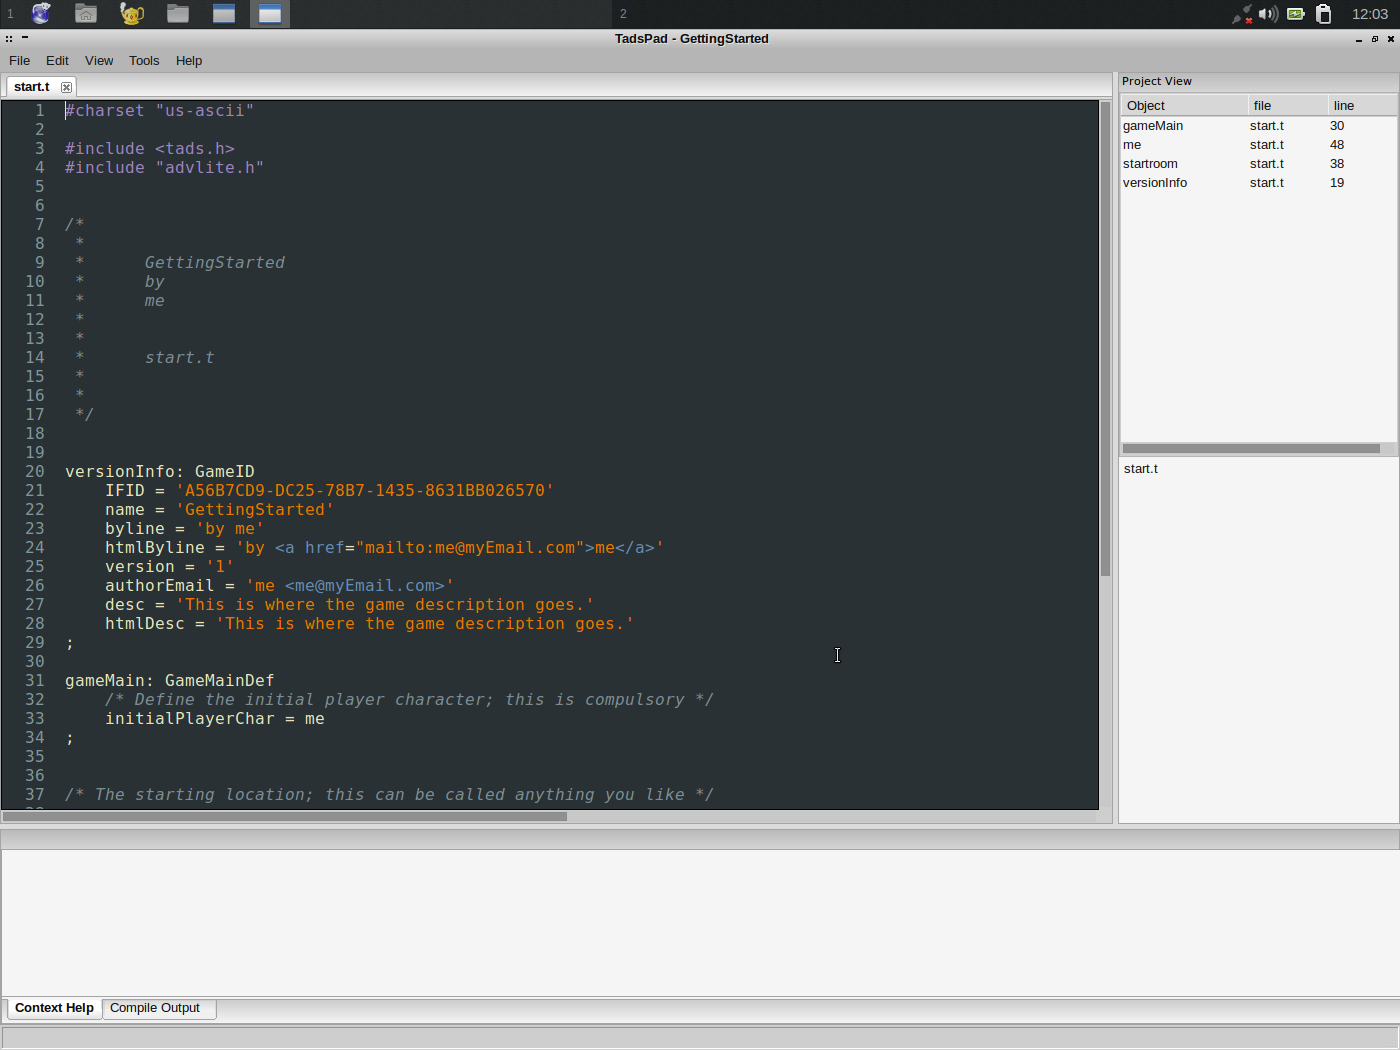 1
2
12:03
TadsPad - GettingStarted
File Edit View Tools Help
start.t
1 #charset "us-ascii"
2
3 #include <tads.h>
4 #include "advlite.h"
5
6
7 /*
8 *
9 * GettingStarted
10 * by
11 * me
12 *
13 *
14 * start.t
15 *
16 *
17 */
18
19
20 versionInfo: GameID
21 IFID = 'A56B7CD9-DC25-78B7-1435-8631BB026570'
22 name = 'GettingStarted'
23 byline = 'by me'
24 htmlByline = 'by <a href="mailto:me@myEmail.com">me</a>'
25 version = '1'
26 authorEmail = 'me <me@myEmail.com>'
27 desc = 'This is where the game description goes.'
28 htmlDesc = 'This is where the game description goes.'
29 ;
30
31 gameMain: GameMainDef
32 /* Define the initial player character; this is compulsory */
33 initialPlayerChar = me
34 ;
35
36
37 /* The starting location; this can be called anything you like */
Project View
Object file line
gameMain start.t 30
me start.t 48
startroom start.t 38
versionInfo start.t 19
start.t
Context Help Compile Output